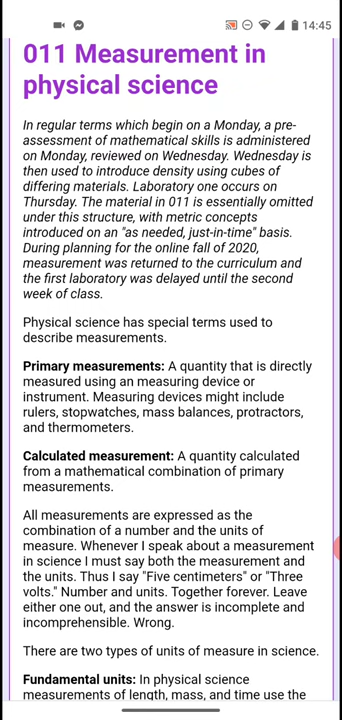 14:45
011 Measurement in
physical science
In regular terms which begin on a Monday, a pre-
assessment of mathematical skills is administered
on Monday, reviewed on Wednesday. Wednesday is
then used to introduce density using cubes of
differing materials. Laboratory one occurs on
Thursday. The material in 011 is essentially omitted
under this structure, with metric concepts
introduced on an "as needed, just-in-time" basis.
During planning for the online fall of 2020,
measurement was returned to the curriculum and
the first laboratory was delayed until the second
week of class.
Physical science has special terms used to
describe measurements.
Primary measurements: A quantity that is directly
measured using an measuring device or
instrument. Measuring devices might include
rulers, stopwatches, mass balances, protractors,
and thermometers.
Calculated measurement: A quantity calculated
from a mathematical combination of primary
measurements.
All measurements are expressed as the
combination of a number and the units of
measure. Whenever I speak about a measurement
in science I must say both the measurement and
the units. Thus I say "Five centimeters" or "Three
volts." Number and units. Together forever. Leave
either one out, and the answer is incomplete and
incomprehensible. Wrong.
There are two types of units of measure in science.
Fundamental units: In physical science
measurements of length, mass, and time use the